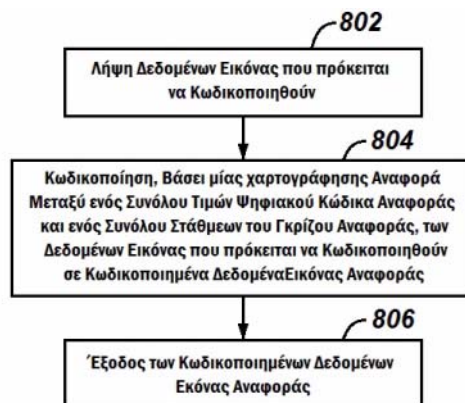 802
Λήψη Δεδομένων Εικόνας που πρόκειται
να Κωδικοποιηθούν
804
Κωδικοποίηση, Βάσει μίας χαρτογράφησης Αναφορά
Μεταξύ ενός Συνόλου Τιμών Ψηφιακού Κώδικα Αναφοράς
και ενός Συνόλου Στάθμεων του Γκρίζου Αναφοράς, των
Δεδομένων Εικόνας που πρόκειται να Κωδικοποιηθούν
σε Κωδικοποιημένα ΔεδομέναΕικόνας Αναφοράς
806
Έξοδος των Κωδικοποιημένων Δεδομένων
Εκόνας Αναφοράς